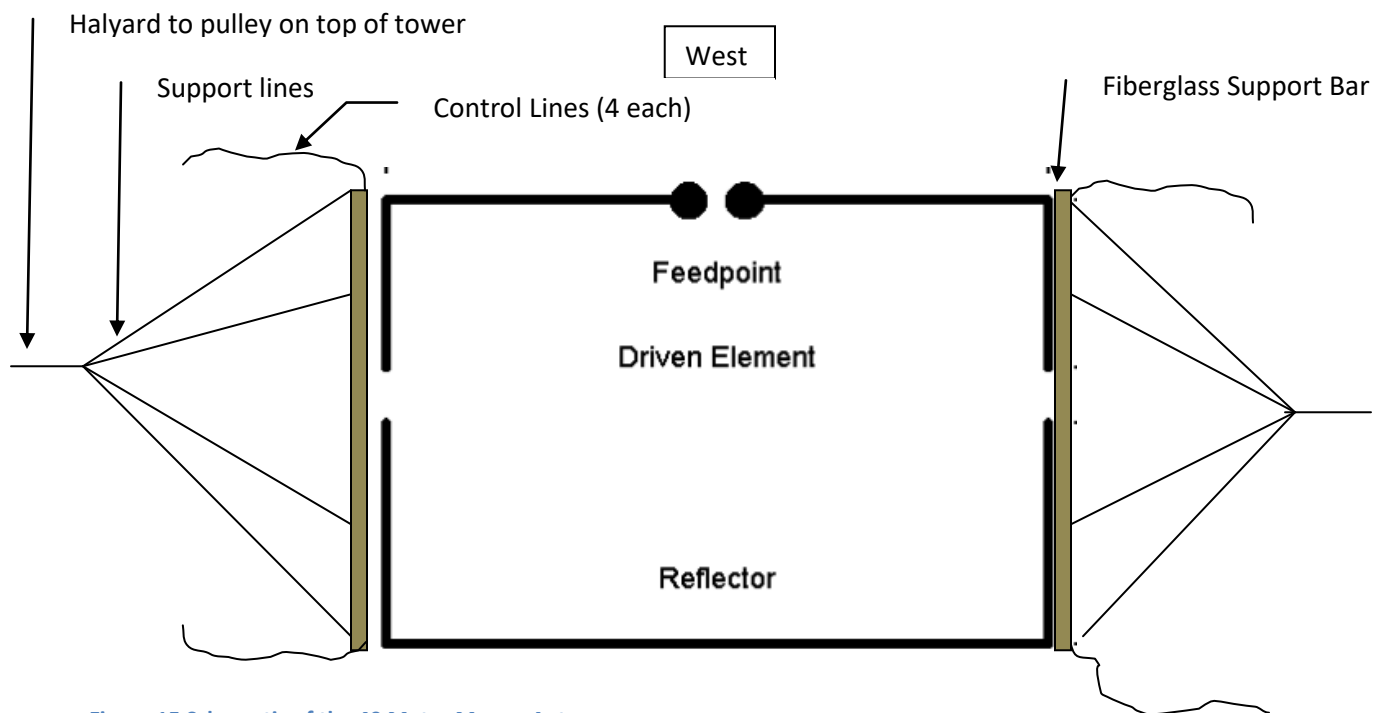 Halyard to pulley on top of tower
West
Support lines
Fiberglass Support Bar
Control Lines (4 each)
Feedpoint
Driven Element
Reflector